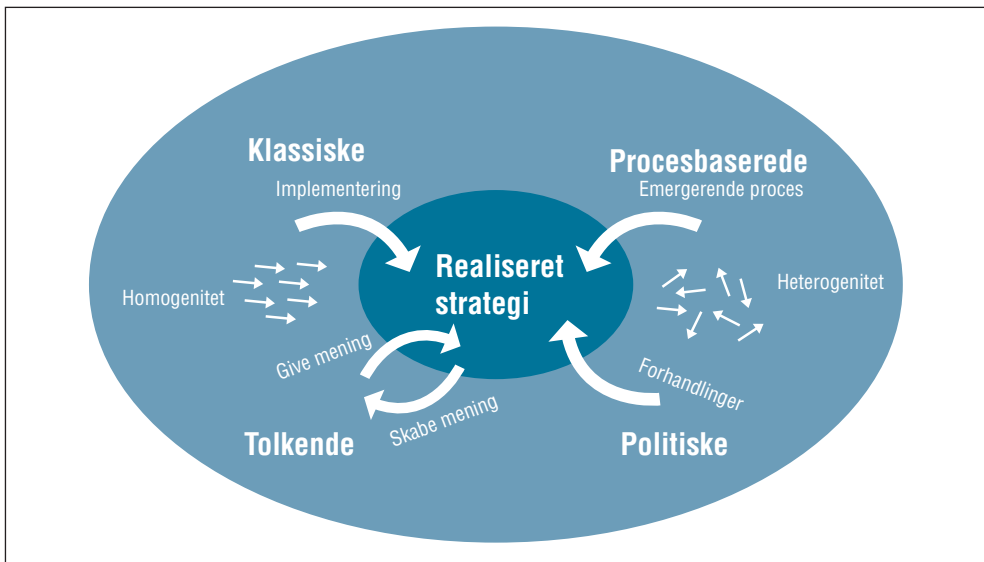 Klassiske
Implementering
Procesbaserede
Emergerende proces
Realiseret
strategi
Homogenitet
Heterogenitet
Give mening
Skabe mening
Tolkende
Forhandlinger
Politiske